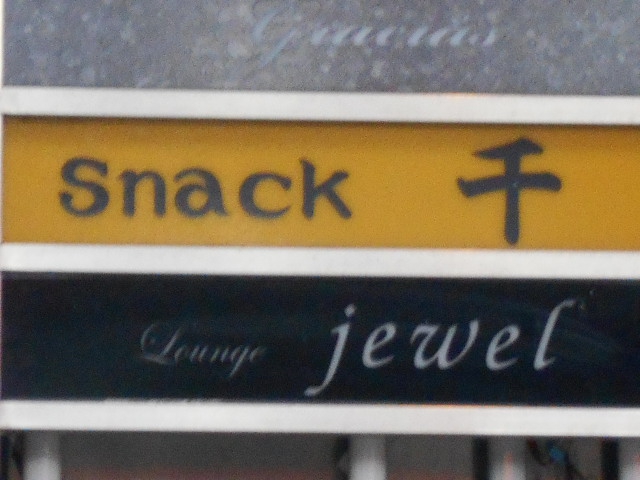 Gracias
Snack 千
Lounge jewel